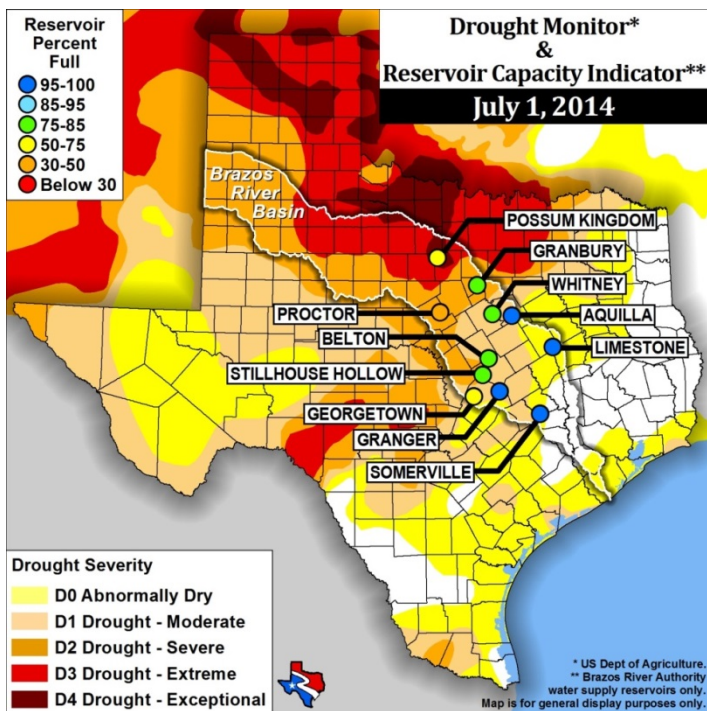 Drought Monitor*
&
Reservoir Capacity Indicator**
July 1, 2014
Reservoir
Percent
Full
95-100
85-95
75-85
50-75
30-50
Below 30
Brazos
River
Basin
POSSUM KINGDOM
GRANBURY
WHITNEY
PROCTOR
AQUILLA
BELTON
LIMESTONE
STILLHOUSE HOLLOW
GEORGETOWN
GRANGER
SOMERVILLE
Drought Severity
D0 Abnormally Dry
D1 Drought - Moderate
D2 Drought - Severe
D3 Drought - Extreme
D4 Drought - Exceptional
* US Dept of Agriculture.
** Brazos River Authority
water supply reservoirs only.
Map is for general display purposes only.